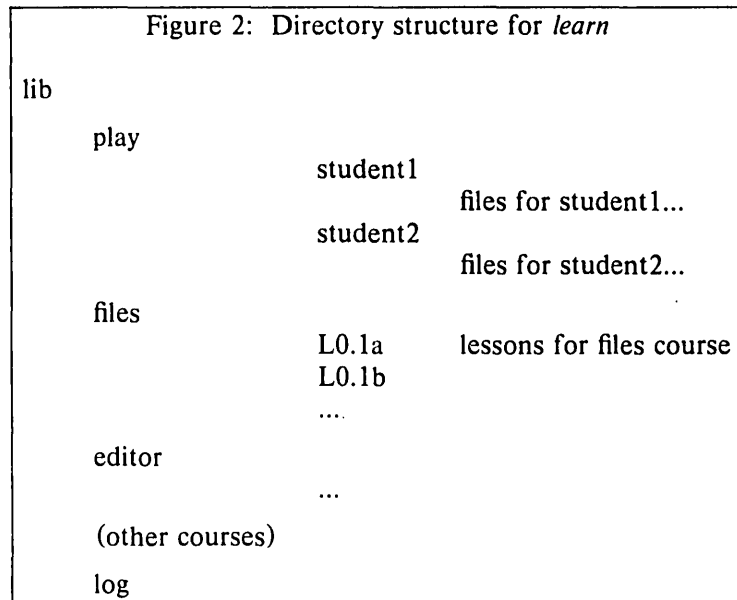 Figure 2: Directory structure for learn
lib
play
student1
files for student1...
student2
files for student2...
files
L0.1a lessons for files course
L0.1b
...
editor
...
(other courses)
log